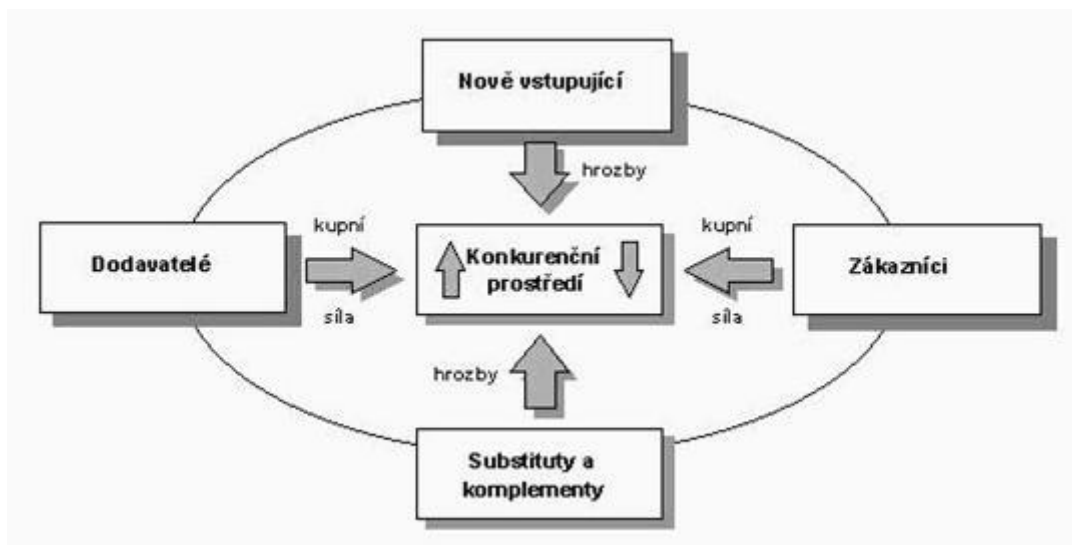 Nově vstupující
hrozby
kupní
Dodavatelé
síla
Konkurenční
prostředí
kupní
Zákazníci
síla
hrozby
Substituty a
komplementy